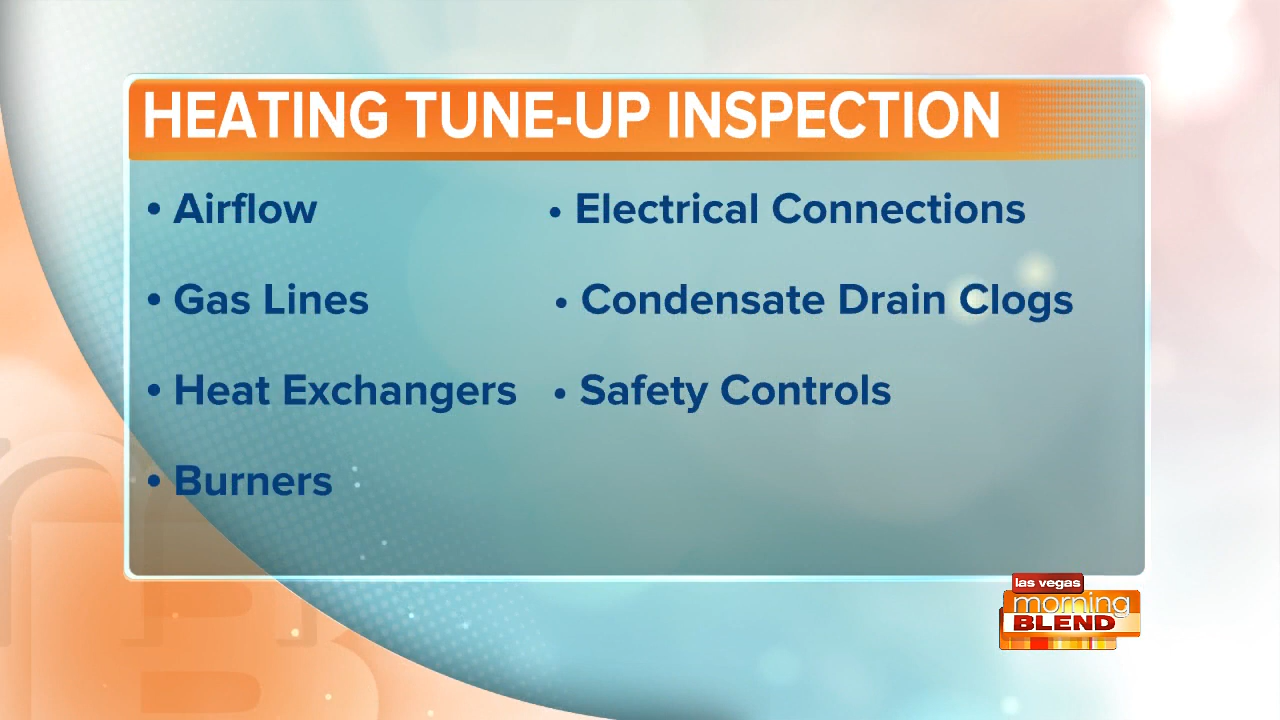 HEATING TUNE-UP INSPECTION
• Airflow
• Gas Lines
• Heat Exchangers
• Burners
• Electrical Connections
• Condensate Drain Clogs
• Safety Controls
las vegas
morning
BLEND